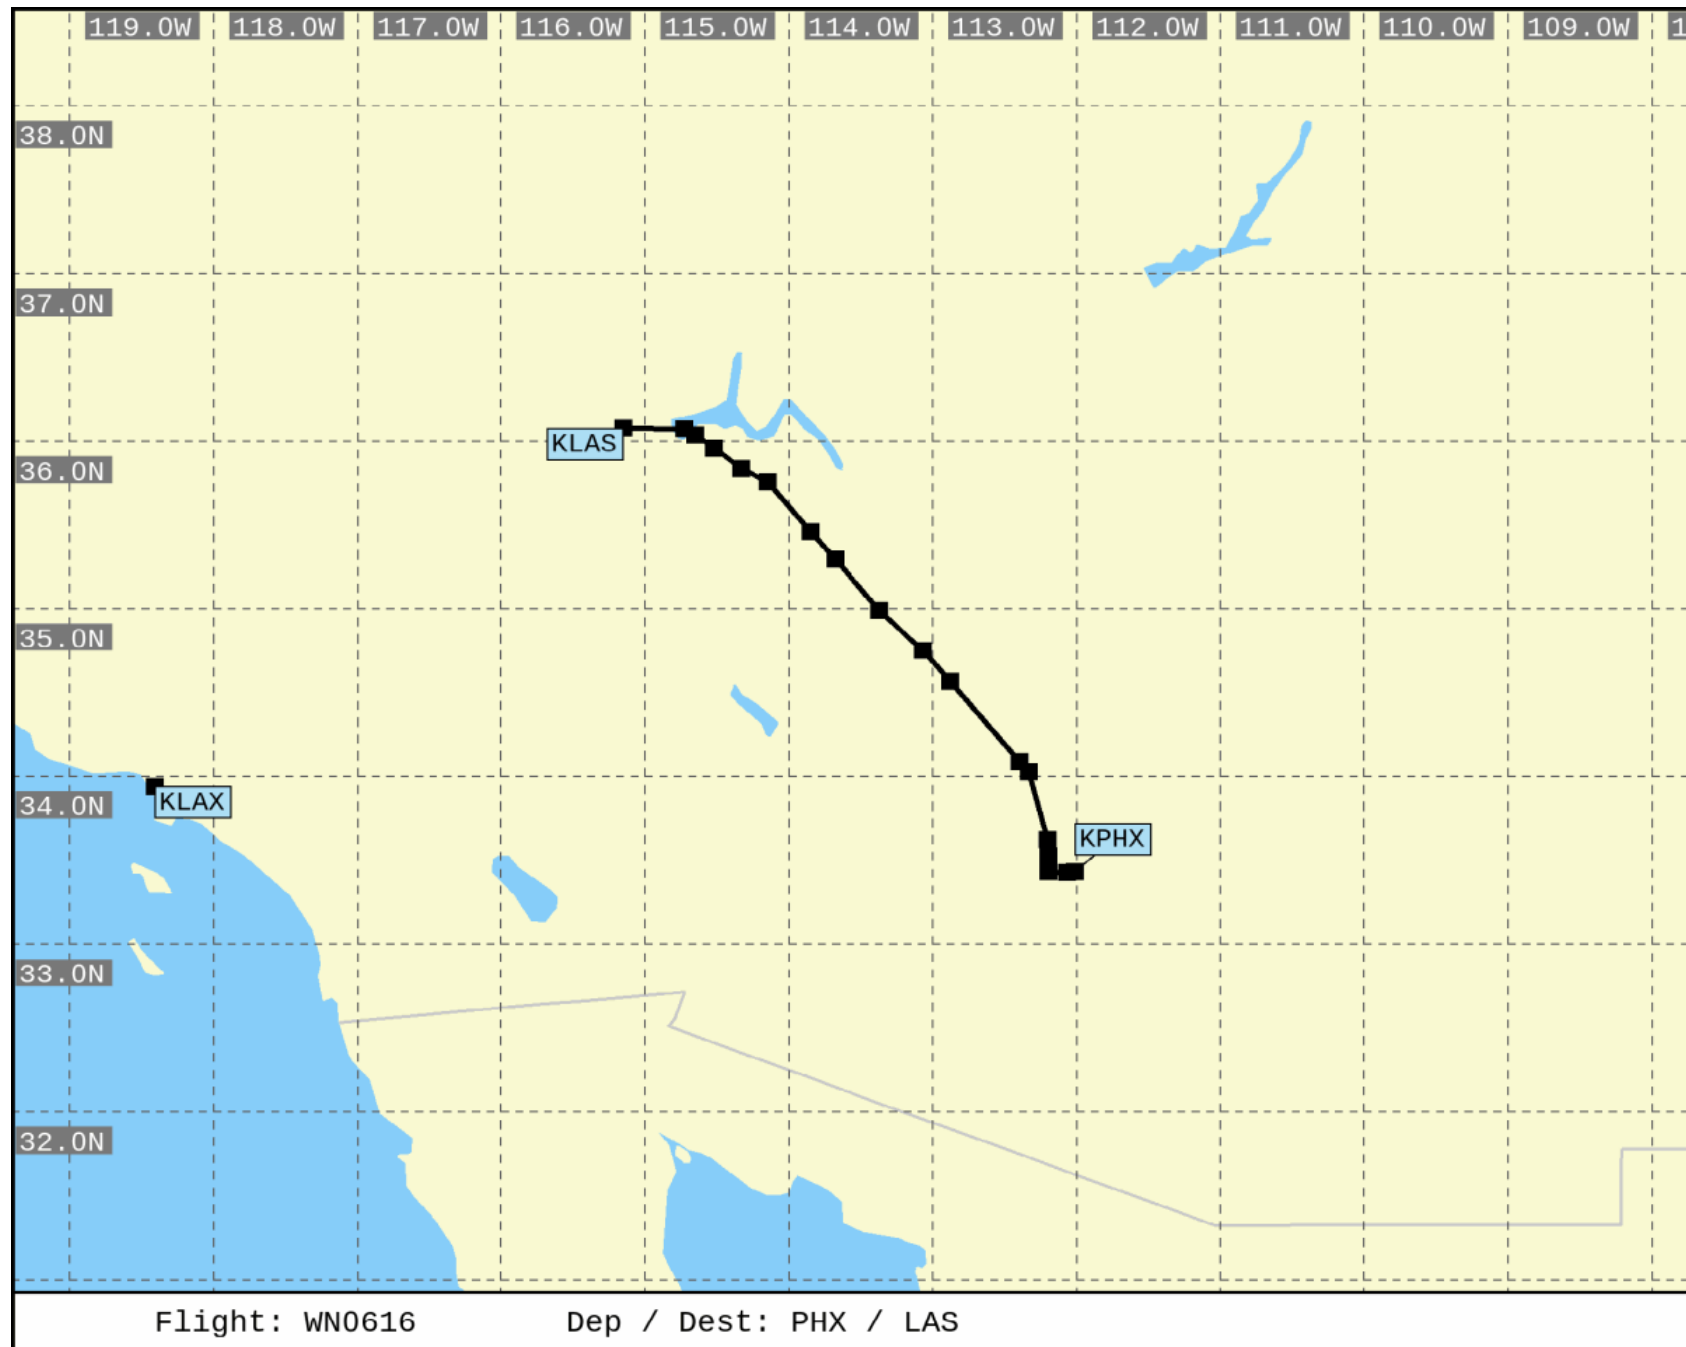 119.0W 118.0W 117.0W 116.0W 115.0W 114.0W 113.0W 112.0W 111.0W 110.0W 109.0W 1
38.0N
37.0N
KLAS
36.0N
35.0N
KLAX
34.0N
KPHX
33.0N
32.0N
Flight: WN0616 Dep / Dest: PHX / LAS